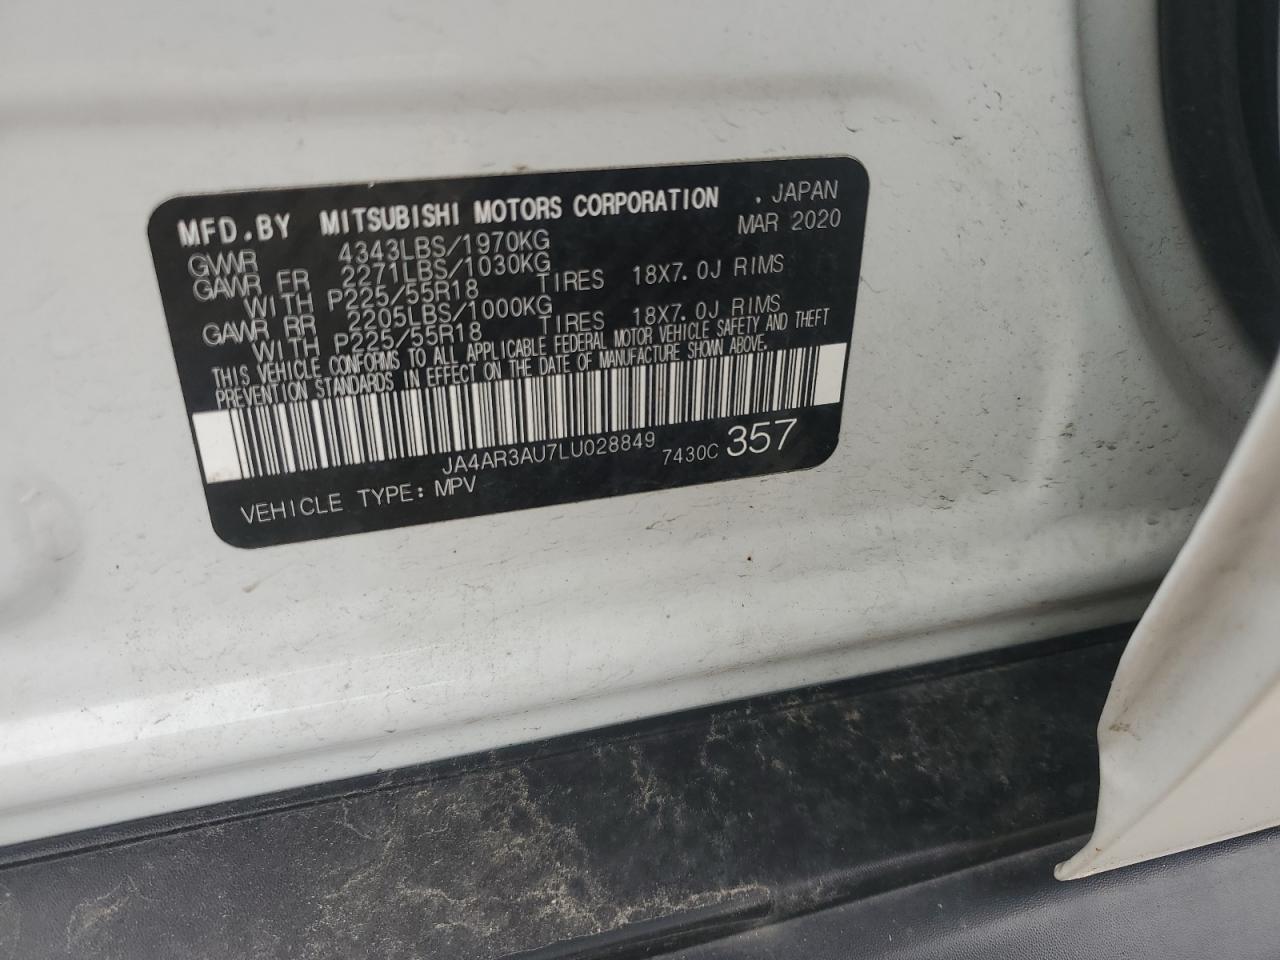 MFD.BY MITSUBISHI MOTORS CORPORATION . JAPAN
GVWR 4343LBS/1970KG MAR 2020
GAWR FR 2271LBS/1030KG
WITH P225/55R18 TIRES 18X7.0J RIMS
GAWR RR 2205LBS/1000KG
WITH P225/55R18 TIRES 18X7.0J RIMS
THIS VEHICLE CONFORMS TO ALL APPLICABLE FEDERAL MOTOR VEHICLE SAFETY AND THEFT
PREVENTION STANDARDS IN EFFECT ON THE DATE OF MANUFACTURE SHOWN ABOVE.
JA4AR3AU7LU028849 7430C 357
VEHICLE TYPE: MPV